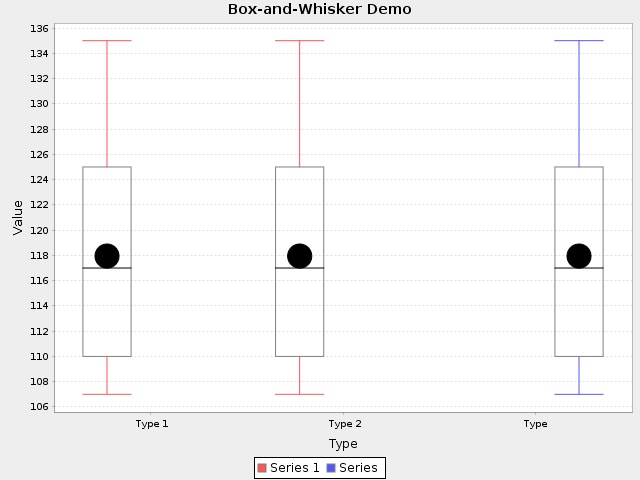 Box-and-Whisker Demo
136
134
132
130
128
126
124
122
120
118
116
114
112
110
108
106
Value
Type 1
Type 2
Type
Type
Series 1
Series